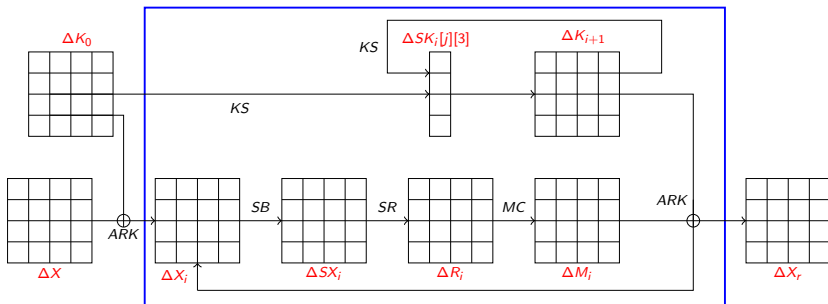 ΔK₀
ΔSKᵢ[j][3]
ΔKᵢ₊₁
KS
KS
ARK
SB
SR
MC
ARK
ΔX
ΔXᵢ
ΔSXᵢ
ΔRᵢ
ΔMᵢ
ΔXᵣ